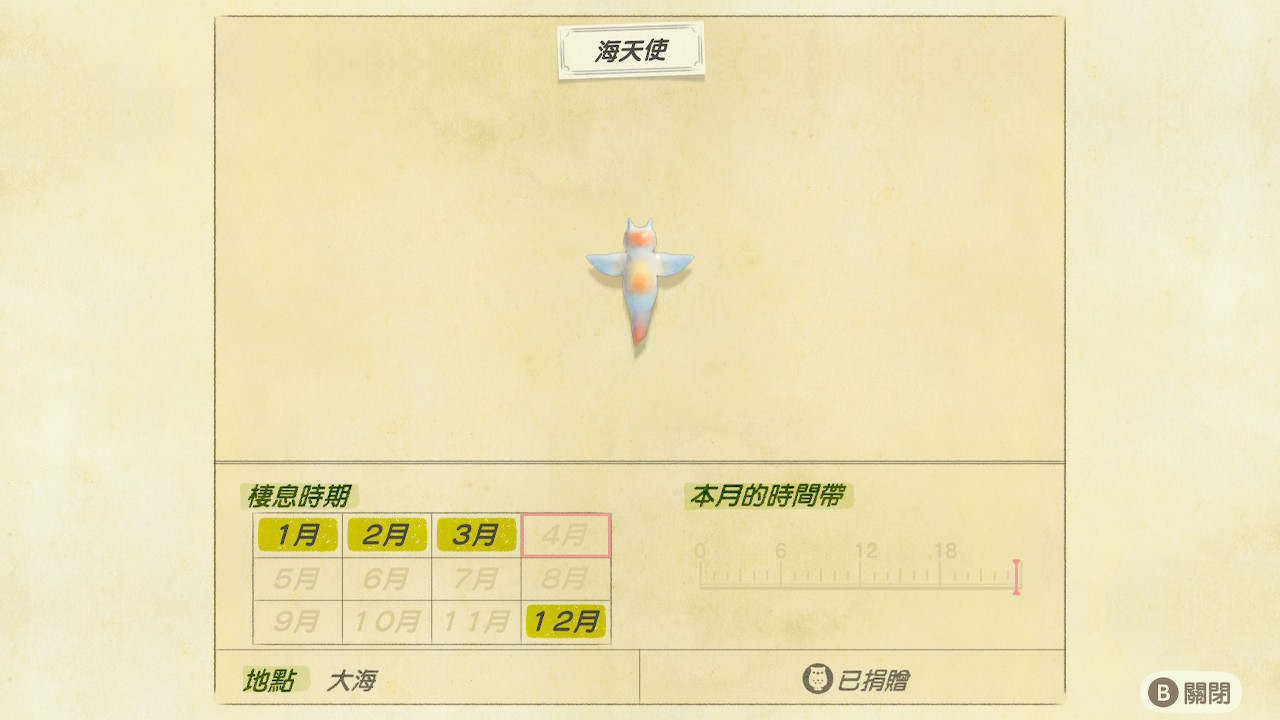 海天使
棲息時期
1月 2月 3月 4月
5月 6月 7月 8月
9月 10月 11月 12月
本月的時間帶
0 6 12 18
地點 大海
已捐贈
B 關閉